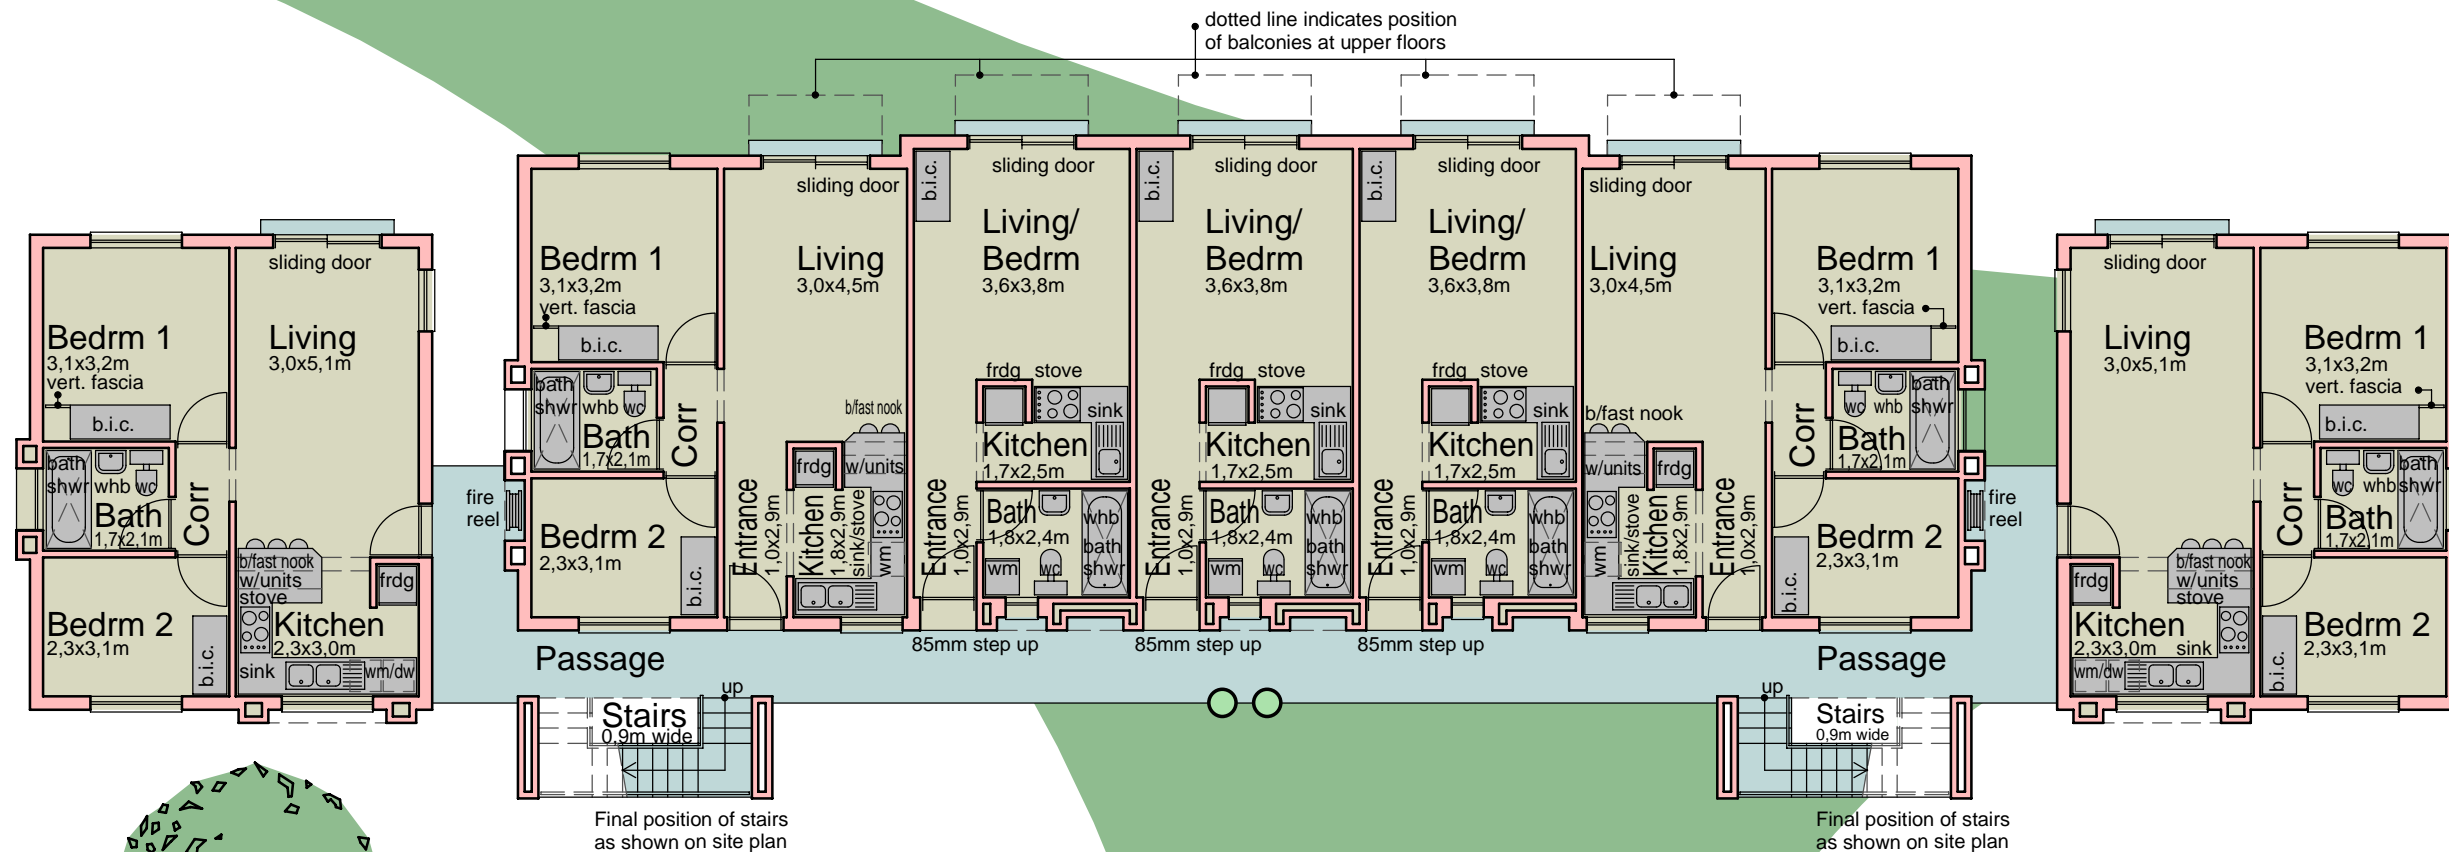 dotted line indicates position
of balconies at upper floors
Bedrm 1
3,1x3,2m
vert. fascia
b.i.c.
sliding door
Living
3,0x5,1m
bath
shwr
whb
wc
Bath
1,7x2,1m
Corr
Bedrm 2
2,3x3,1m
b.i.c.
b/fast nook
w/units
stove
frdg
Kitchen
2,3x3,0m
sink
wm/dw
fire
reel
Bedrm 1
3,1x3,2m
vert. fascia
b.i.c.
bath
shwr
whb
wc
Bath
1,7x2,1m
Corr
Bedrm 2
2,3x3,1m
b.i.c.
sliding door
Living
3,0x4,5m
b/fast nook
frdg
w/units
Entrance
1,0x2,9m
Kitchen
1,8x2,9m
sink/stove
wm
b.i.c.
sliding door
Living/
Bedrm
3,6x3,8m
frdg
stove
sink
Kitchen
1,7x2,5m
Entrance
1,0x2,9m
Bath
1,8x2,4m
whb
bath
shwr
wm
wc
85mm step up
b.i.c.
sliding door
Living/
Bedrm
3,6x3,8m
frdg
stove
sink
Kitchen
1,7x2,5m
Entrance
1,0x2,9m
Bath
1,8x2,4m
whb
bath
shwr
wm
wc
85mm step up
b.i.c.
sliding door
Living/
Bedrm
3,6x3,8m
frdg
stove
sink
Kitchen
1,7x2,5m
Entrance
1,0x2,9m
Bath
1,8x2,4m
whb
bath
shwr
wm
wc
85mm step up
sliding door
Living
3,0x4,5m
b/fast nook
w/units
frdg
wm
sink/stove
Kitchen
1,8x2,9m
Entrance
1,0x2,9m
Bedrm 1
3,1x3,2m
vert. fascia
b.i.c.
Corr
bath
shwr
wc
whb
Bath
1,7x2,1m
Bedrm 2
2,3x3,1m
b.i.c.
fire
reel
sliding door
Living
3,0x5,1m
Bedrm 1
3,1x3,2m
vert. fascia
b.i.c.
bath
shwr
wc
whb
Bath
1,7x2,1m
Corr
frdg
b/fast nook
w/units
stove
Kitchen
2,3x3,0m
sink
wm/dw
Bedrm 2
2,3x3,1m
b.i.c.
Passage
Passage
up
Stairs
0,9m wide
up
Stairs
0,9m wide
Final position of stairs
as shown on site plan
Final position of stairs
as shown on site plan